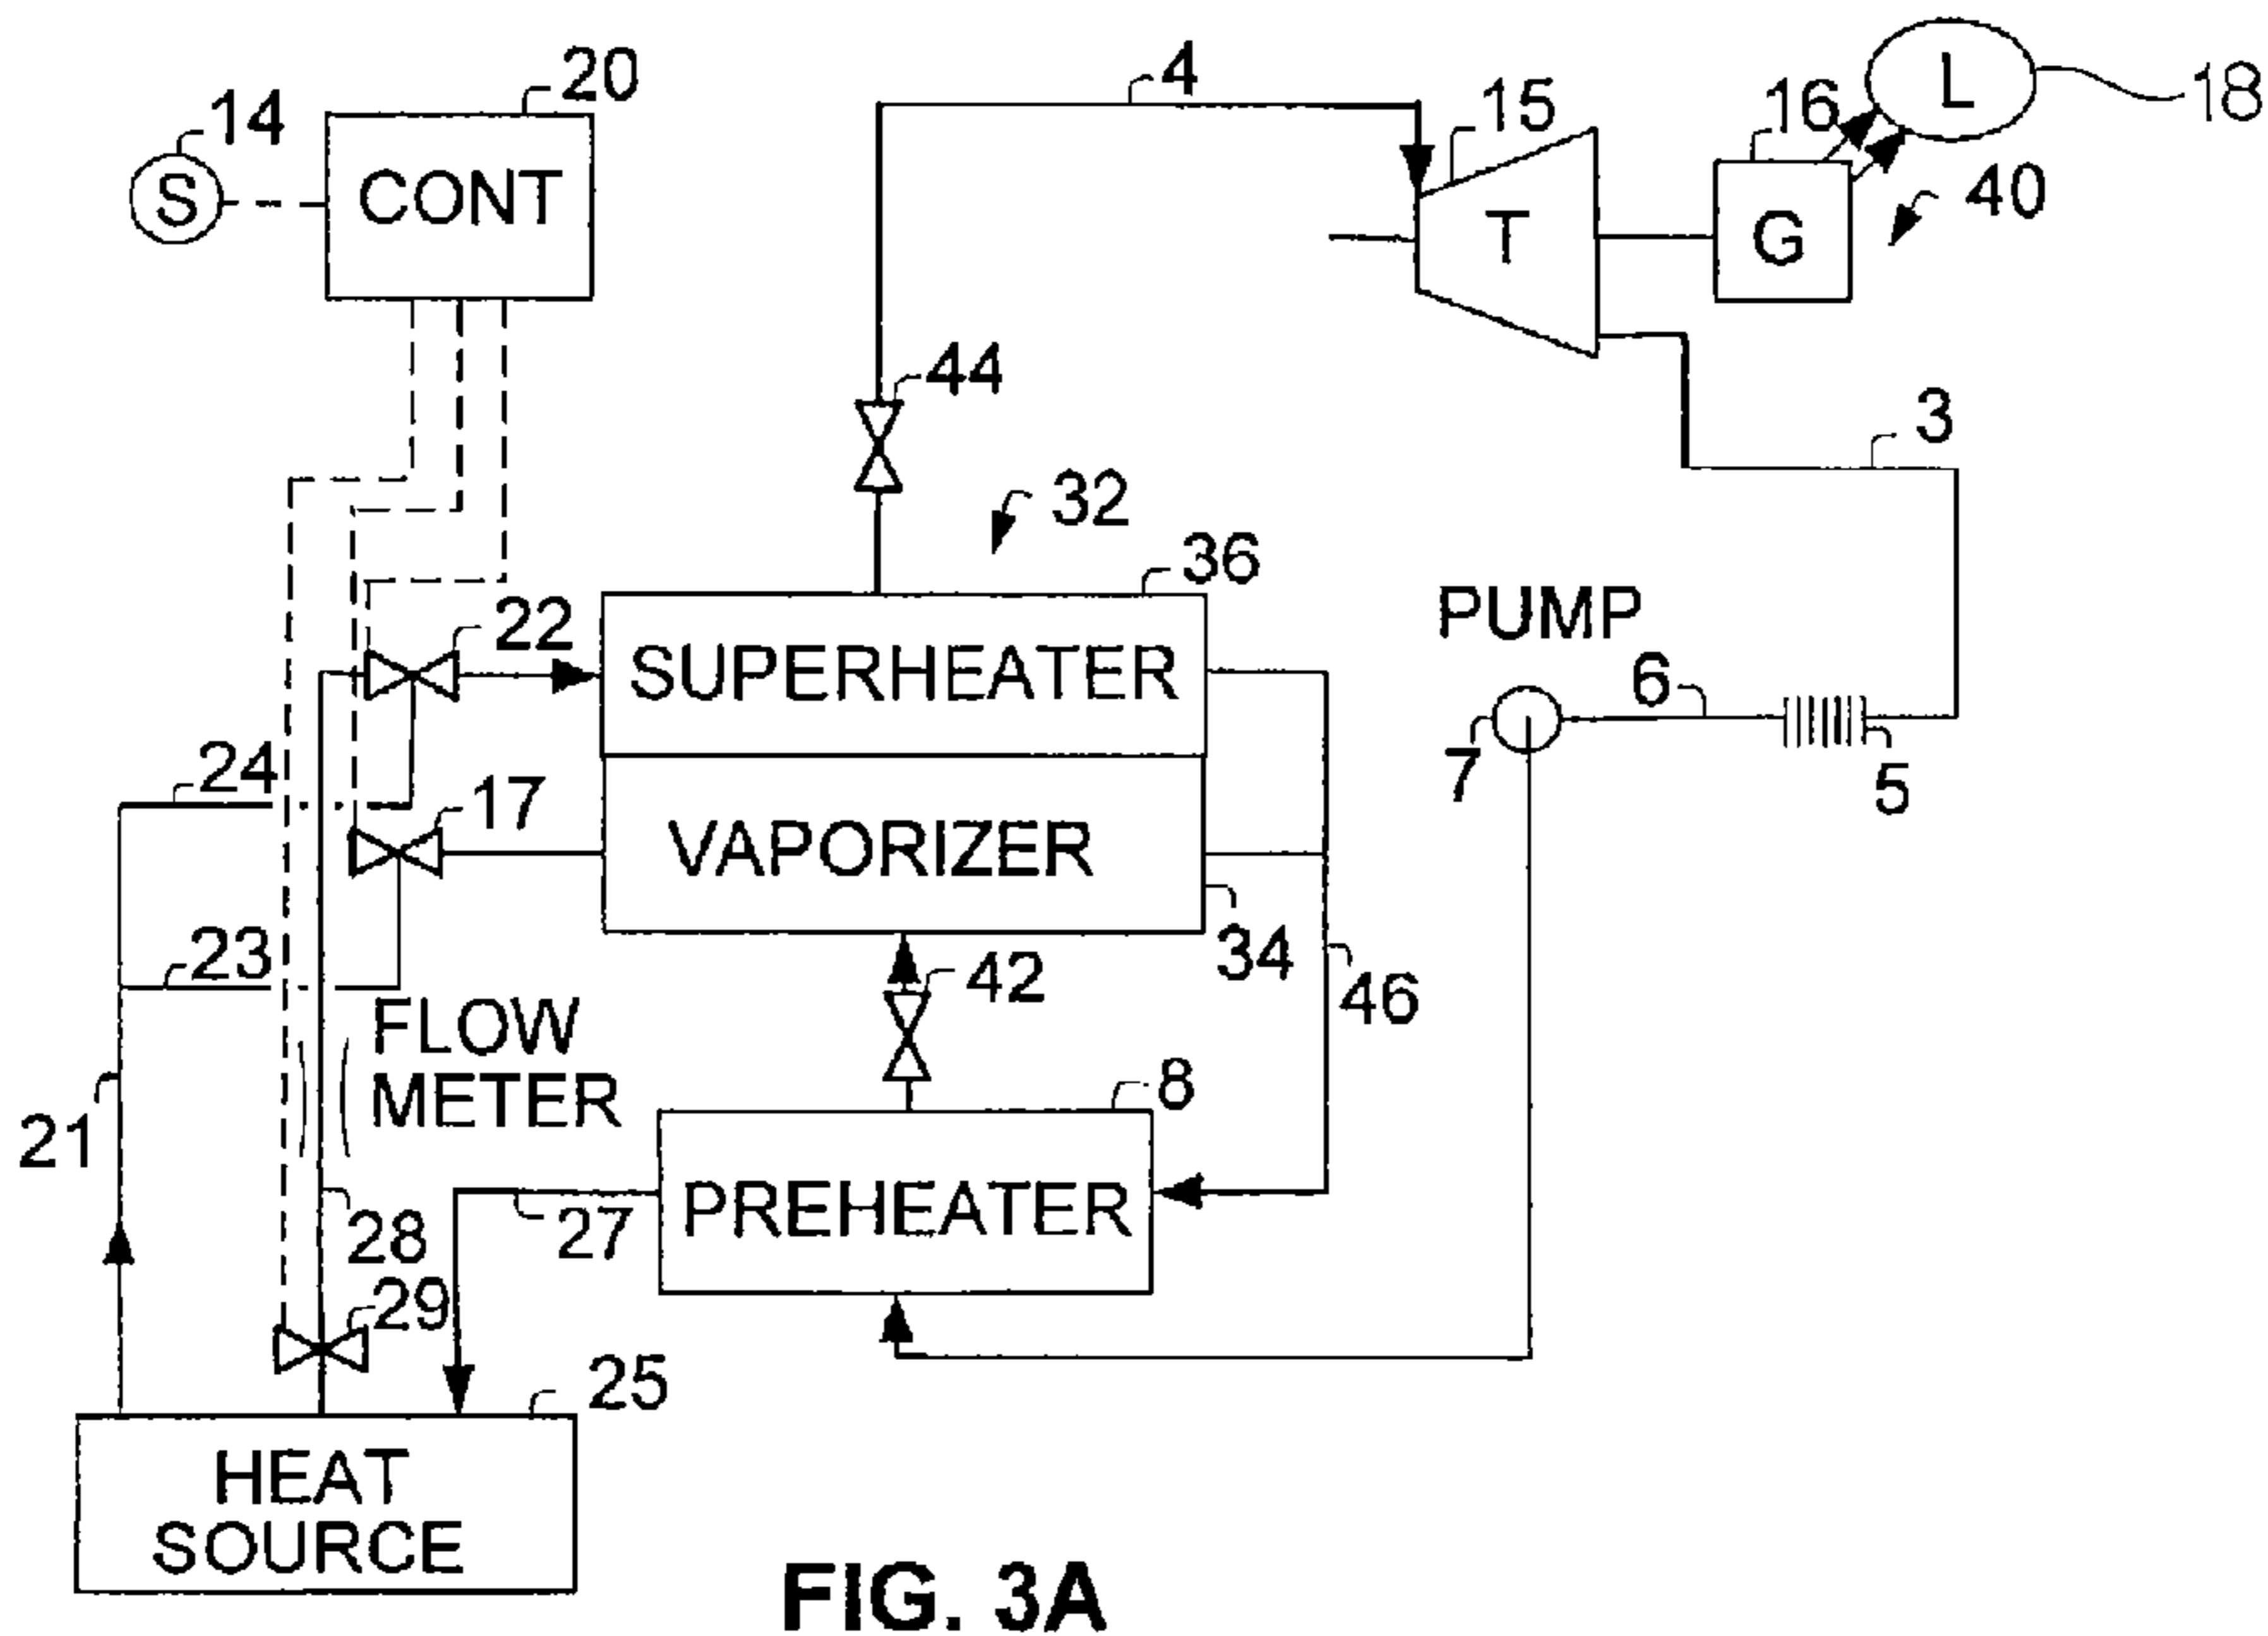 4
20
15
16
L
18
14
S
CONT
T
G
40
44
3
32
36
PUMP
22
SUPERHEATER
6
24
7
5
17
VAPORIZER
23
34
42
46
FLOW
METER
8
21
28
27
PREHEATER
29
25
HEAT
SOURCE
FIG. 3A